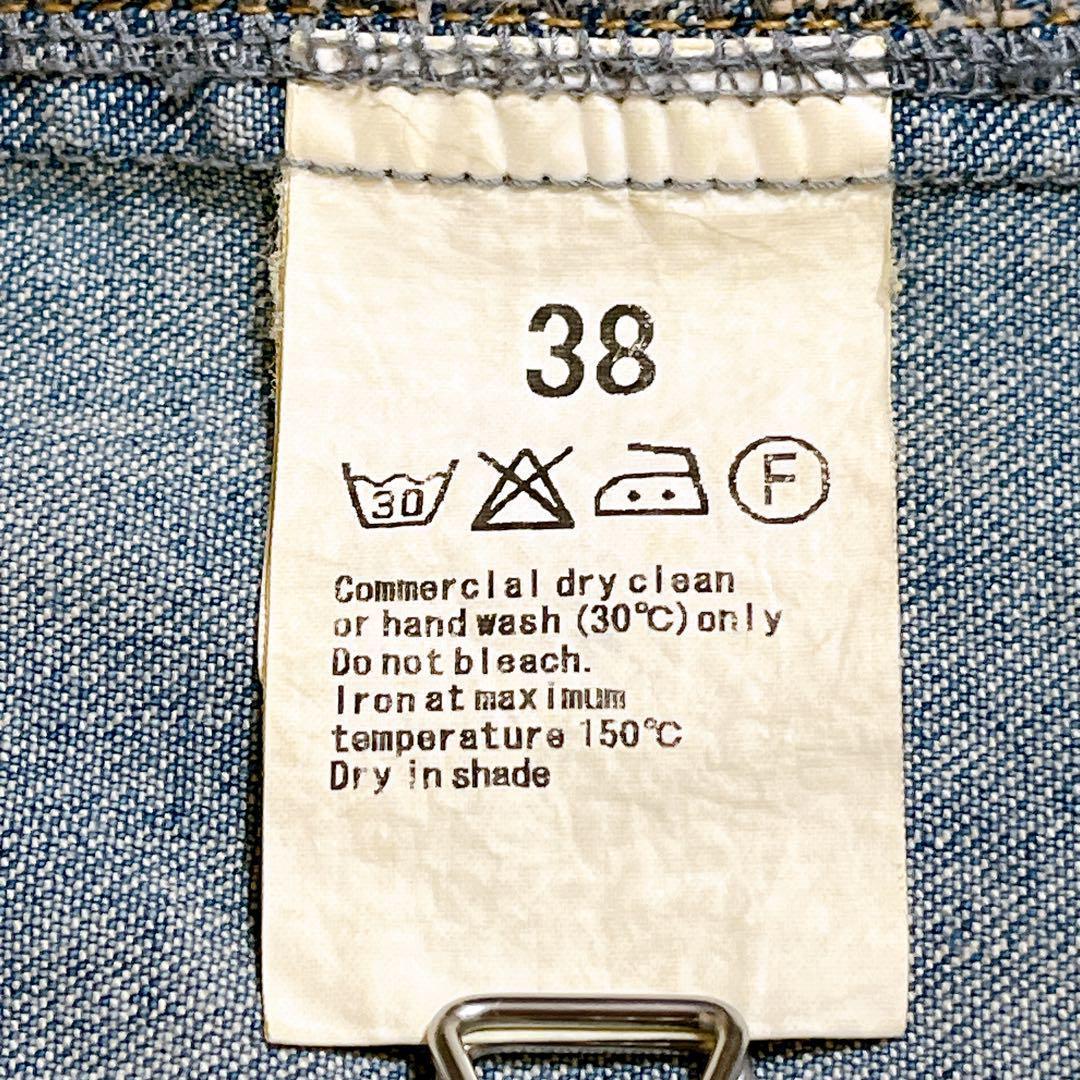 38
30
F
Commercial dry clean
or hand wash (30℃) only
Do not bleach.
Iron at maximum
temperature 150℃
Dry in shade